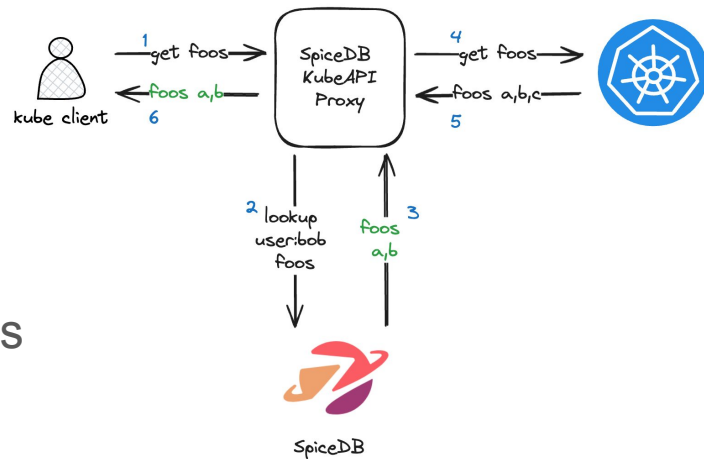 1
get foos
foos a,b
6
kube client
SpiceDB
KubeAPI
Proxy
4
get foos
foos a,b,c
5
2
lookup
user:bob
foos
3
foos
a,b
s
SpiceDB